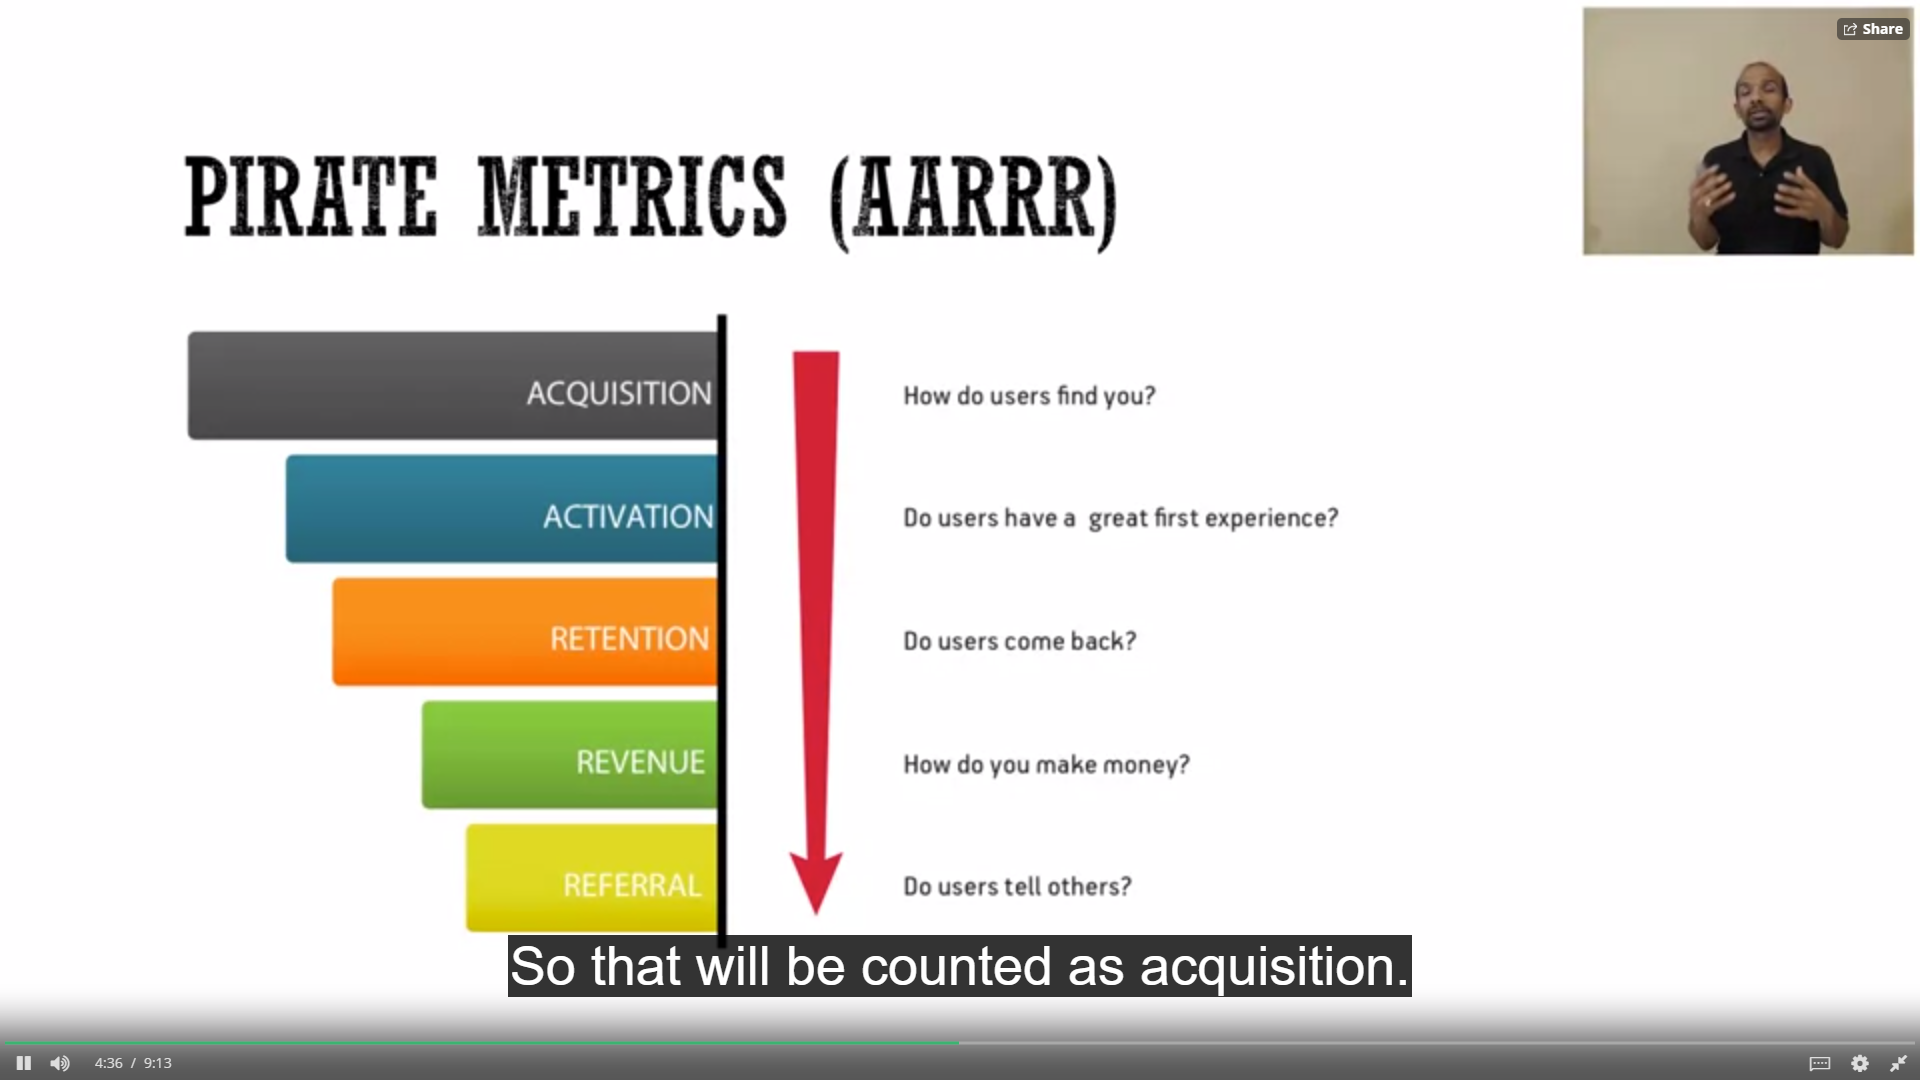 Share
PIRATE METRICS (AARRR)
ACQUISITION
How do users find you?
ACTIVATION
Do users have a great first experience?
RETENTION
Do users come back?
REVENUE
How do you make money?
REFERRAL
Do users tell others?
So that will be counted as acquisition.
4:36 / 9:13